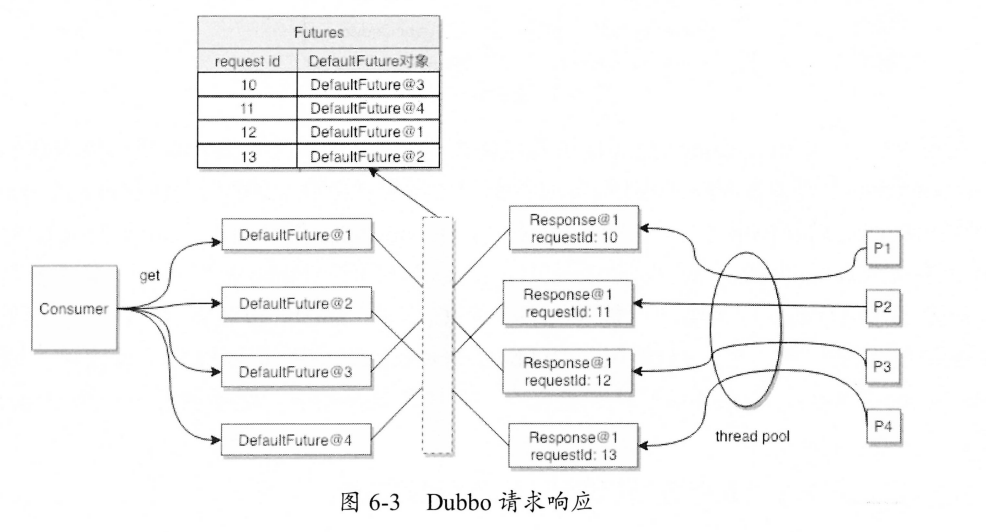 Futures
request id DefaultFuture对象
10 DefaultFuture@3
11 DefaultFuture@4
12 DefaultFuture@1
13 DefaultFuture@2
DefaultFuture@1
DefaultFuture@2
DefaultFuture@3
DefaultFuture@4
get
Consumer
Response@1
requestId: 10
Response@1
requestId: 11
Response@1
requestId: 12
Response@1
requestId: 13
P1
P2
P3
P4
thread pool
图 6-3 Dubbo 请求响应